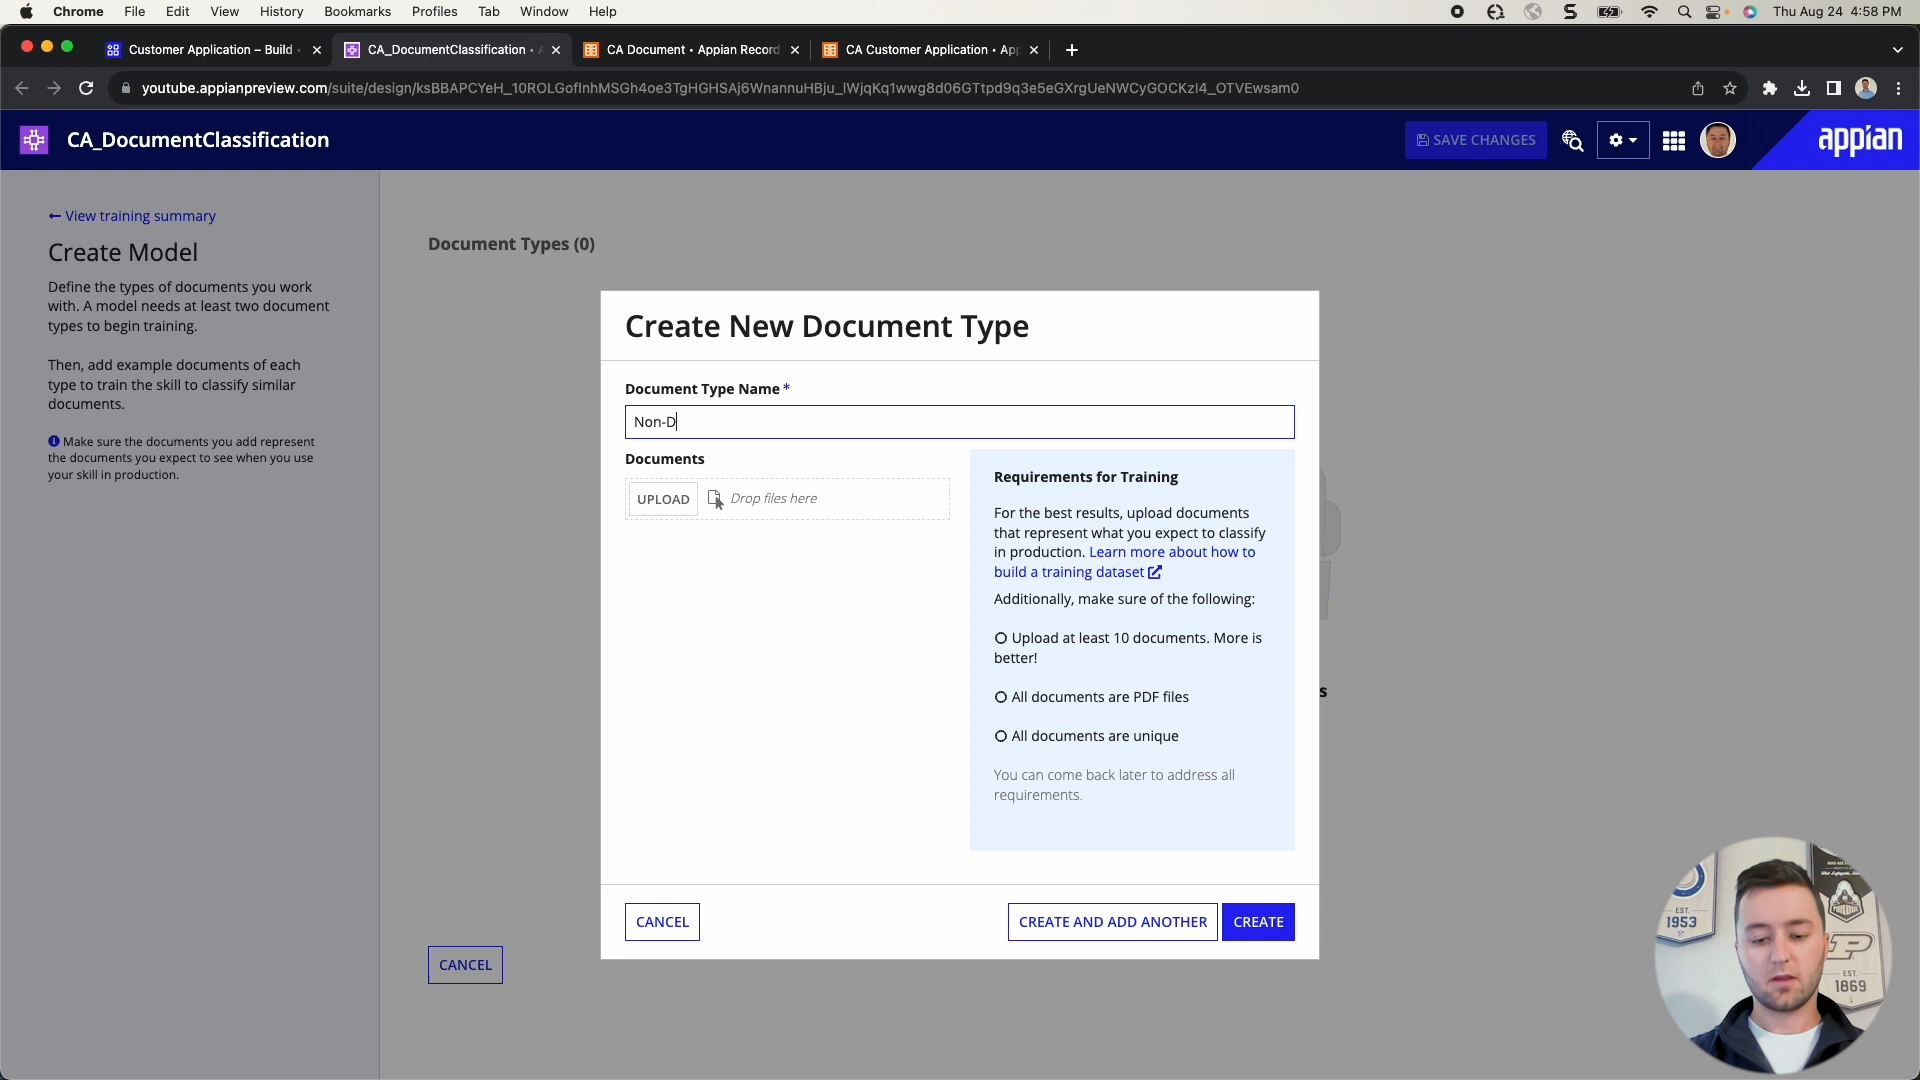 Chrome File Edit View History Bookmarks Profiles Tab Window Help
Thu Aug 24 4:58 PM
Customer Application – Build
CA_DocumentClassification •
CA Document • Appian Record
CA Customer Application • App
youtube.appianpreview.com/suite/design/ksBBAPCYeH_10ROLGofInhMSGh4oe3TgHGHSAj6WnannuHBju_lWjqKq1wwg8d06GTtpd9q3e5eGXrgUeNWCyGOCKzI4_OTVEwsam0
CA_DocumentClassification
SAVE CHANGES
appian
← View training summary
Create Model
Define the types of documents you work
with. A model needs at least two document
types to begin training.
Then, add example documents of each
type to train the skill to classify similar
documents.
Make sure the documents you add represent
the documents you expect to see when you use
your skill in production.
Document Types (0)
Create New Document Type
Document Type Name *
Non-D
Documents
UPLOAD Drop files here
Requirements for Training
For the best results, upload documents
that represent what you expect to classify
in production. Learn more about how to
build a training dataset
Additionally, make sure of the following:
Upload at least 10 documents. More is
better!
All documents are PDF files
All documents are unique
You can come back later to address all
requirements.
s
CANCEL
CREATE AND ADD ANOTHER
CREATE
CANCEL
EST.
1953
EST.
1869